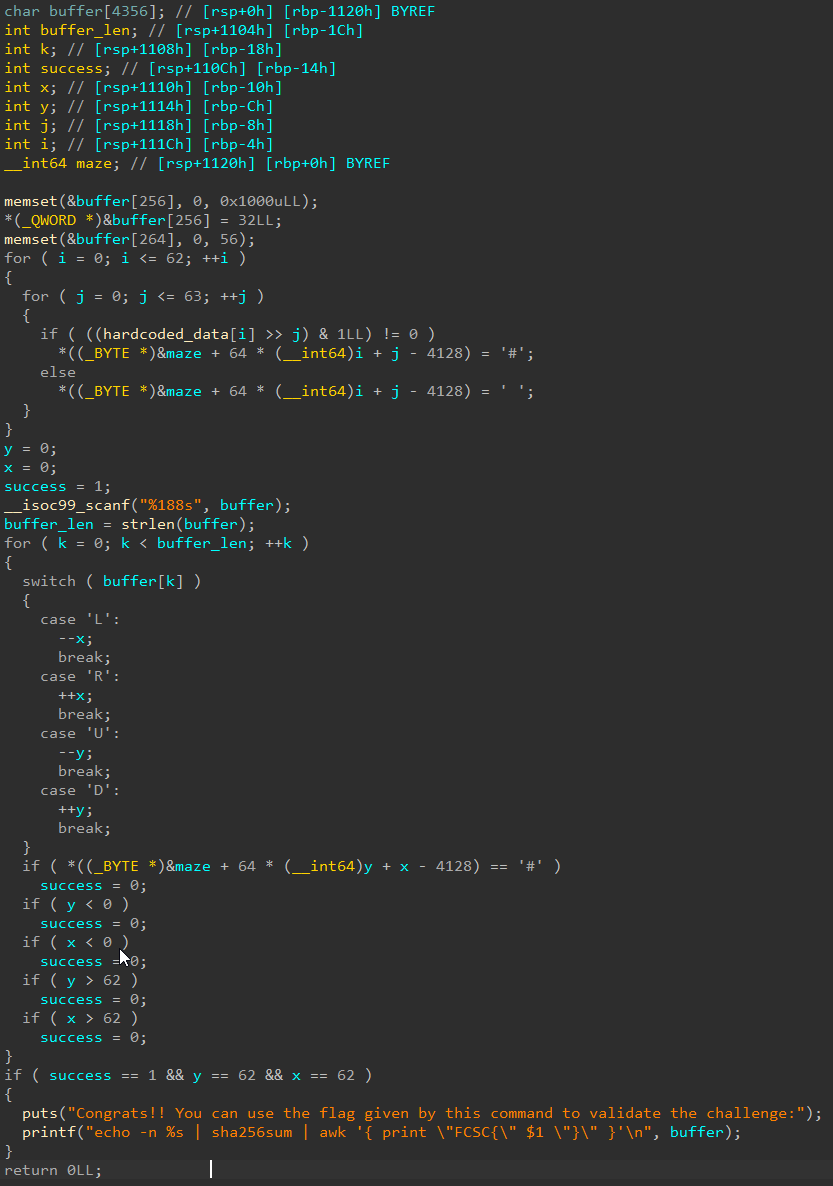 char buffer[4356]; // [rsp+0h] [rbp-1120h] BYREF
int buffer_len; // [rsp+1104h] [rbp-1Ch]
int k; // [rsp+1108h] [rbp-18h]
int success; // [rsp+110Ch] [rbp-14h]
int x; // [rsp+1110h] [rbp-10h]
int y; // [rsp+1114h] [rbp-Ch]
int j; // [rsp+1118h] [rbp-8h]
int i; // [rsp+111Ch] [rbp-4h]
__int64 maze; // [rsp+1120h] [rbp+0h] BYREF

memset(&buffer[256], 0, 0x1000uLL);
*(_QWORD *)&buffer[256] = 32LL;
memset(&buffer[264], 0, 56);
for ( i = 0; i <= 62; ++i )
{
  for ( j = 0; j <= 63; ++j )
  {
    if ( ((hardcoded_data[i] >> j) & 1LL) != 0 )
      *((_BYTE *)&maze + 64 * (__int64)i + j - 4128) = '#';
    else
      *((_BYTE *)&maze + 64 * (__int64)i + j - 4128) = ' ';
  }
}
y = 0;
x = 0;
success = 1;
__isoc99_scanf("%188s", buffer);
buffer_len = strlen(buffer);
for ( k = 0; k < buffer_len; ++k )
{
  switch ( buffer[k] )
  {
    case 'L':
      --x;
      break;
    case 'R':
      ++x;
      break;
    case 'U':
      --y;
      break;
    case 'D':
      ++y;
      break;
  }
  if ( *((_BYTE *)&maze + 64 * (__int64)y + x - 4128) == '#' )
    success = 0;
  if ( y < 0 )
    success = 0;
  if ( x < 0 )
    success = 0;
  if ( y > 62 )
    success = 0;
  if ( x > 62 )
    success = 0;
}
if ( success == 1 && y == 62 && x == 62 )
{
  puts("Congrats!! You can use the flag given by this command to validate the challenge:");
  printf("echo -n %s | sha256sum | awk '{ print \"FCSC{\" $1 \"}\" }'\n", buffer);
}
return 0LL;